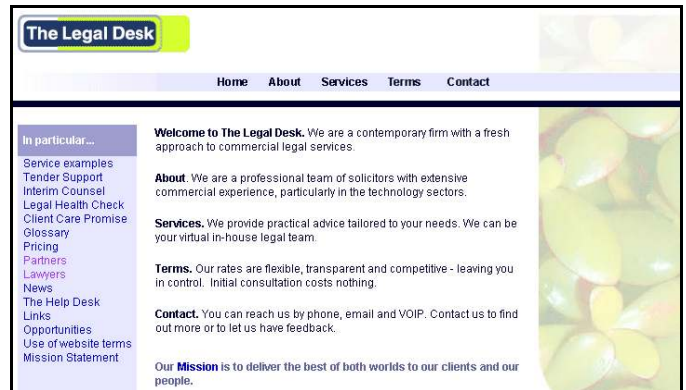 The Legal Desk
Home About Services Terms Contact
In particular...
Service examples
Tender Support
Interim Counsel
Legal Health Check
Client Care Promise
Glossary
Pricing
Partners
Lawyers
News
The Help Desk
Links
Opportunities
Use of website terms
Mission Statement
Welcome to The Legal Desk. We are a contemporary firm with a fresh
approach to commercial legal services.
About. We are a professional team of solicitors with extensive
commercial experience, particularly in the technology sectors.
Services. We provide practical advice tailored to your needs. We can be
your virtual in-house legal team.
Terms. Our rates are flexible, transparent and competitive - leaving you
in control. Initial consultation costs nothing.
Contact. You can reach us by phone, email and VOIP. Contact us to find
out more or to let us have feedback.
Our Mission is to deliver the best of both worlds to our clients and our
people.